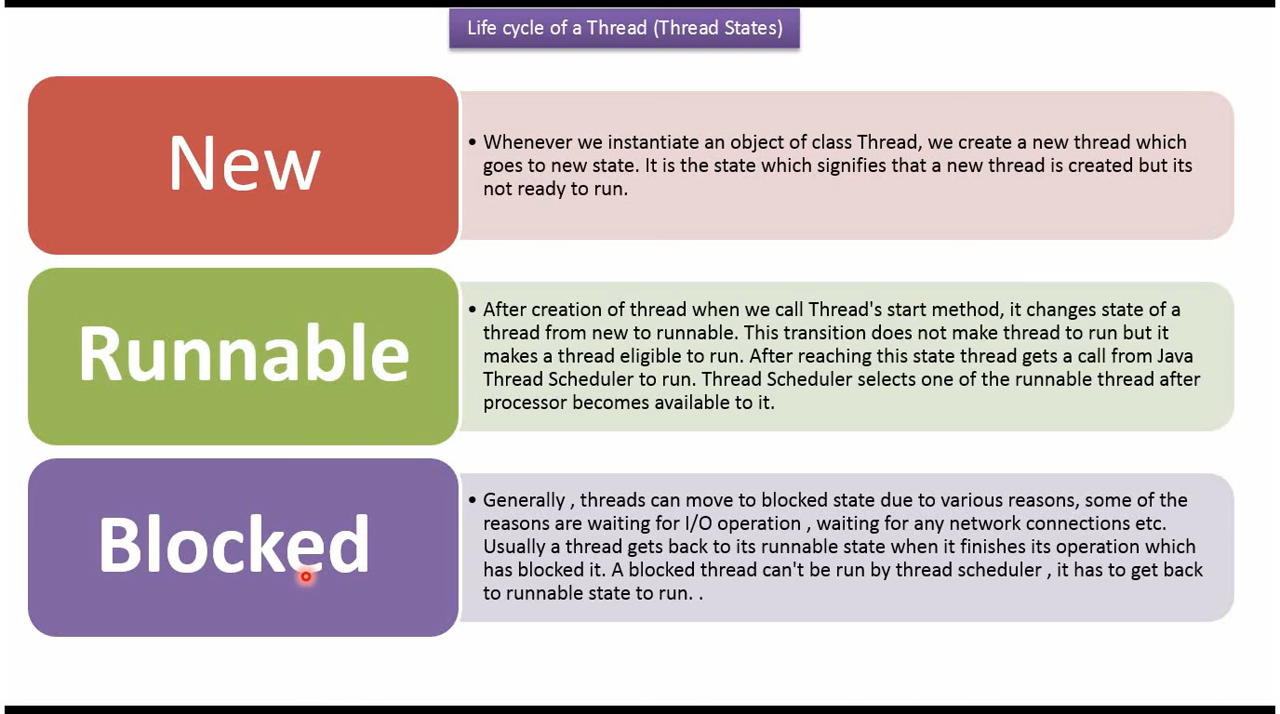 Life cycle of a Thread (Thread States)
New
• Whenever we instantiate an object of class Thread, we create a new thread which
goes to new state. It is the state which signifies that a new thread is created but its
not ready to run.
Runnable
• After creation of thread when we call Thread's start method, it changes state of a
thread from new to runnable. This transition does not make thread to run but it
makes a thread eligible to run. After reaching this state thread gets a call from Java
Thread Scheduler to run. Thread Scheduler selects one of the runnable thread after
processor becomes available to it.
Blocked
• Generally , threads can move to blocked state due to various reasons, some of the
reasons are waiting for I/O operation , waiting for any network connections etc.
Usually a thread gets back to its runnable state when it finishes its operation which
has blocked it. A blocked thread can't be run by thread scheduler , it has to get back
to runnable state to run. .